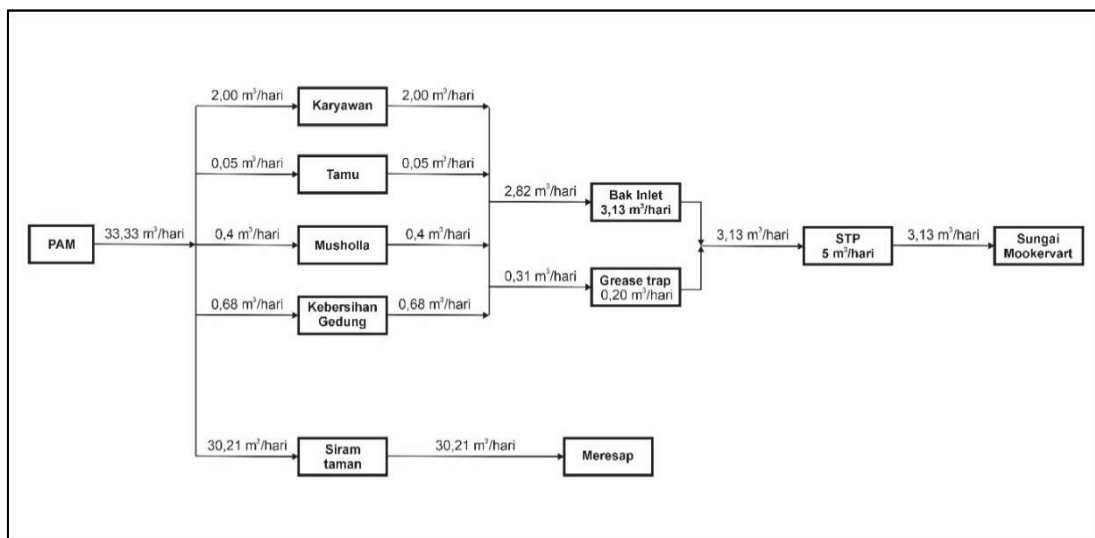 2,00 m³/hari
Karyawan
2,00 m³/hari
0,05 m³/hari
Tamu
0,05 m³/hari
2,82 m³/hari
Bak Inlet
3,13 m³/hari
PAM
33,33 m³/hari
0,4 m³/hari
Musholla
0,4 m³/hari
3,13 m³/hari
STP
5 m³/hari
3,13 m³/hari
Sungai
Mookervart
0,31 m³/hari
Grease trap
0,20 m³/hari
0,68 m³/hari
Kebersihan
Gedung
0,68 m³/hari
30,21 m³/hari
Siram
taman
30,21 m³/hari
Meresap